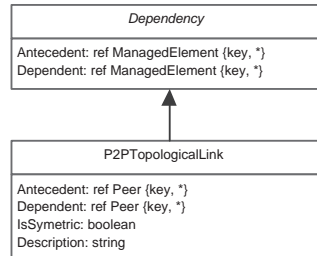 Dependency
Antecedent: ref ManagedElement {key, *}
Dependent: ref ManagedElement {key, *}
P2PTopologicalLink
Antecedent: ref Peer {key, *}
Dependent: ref Peer {key, *}
IsSymetric: boolean
Description: string